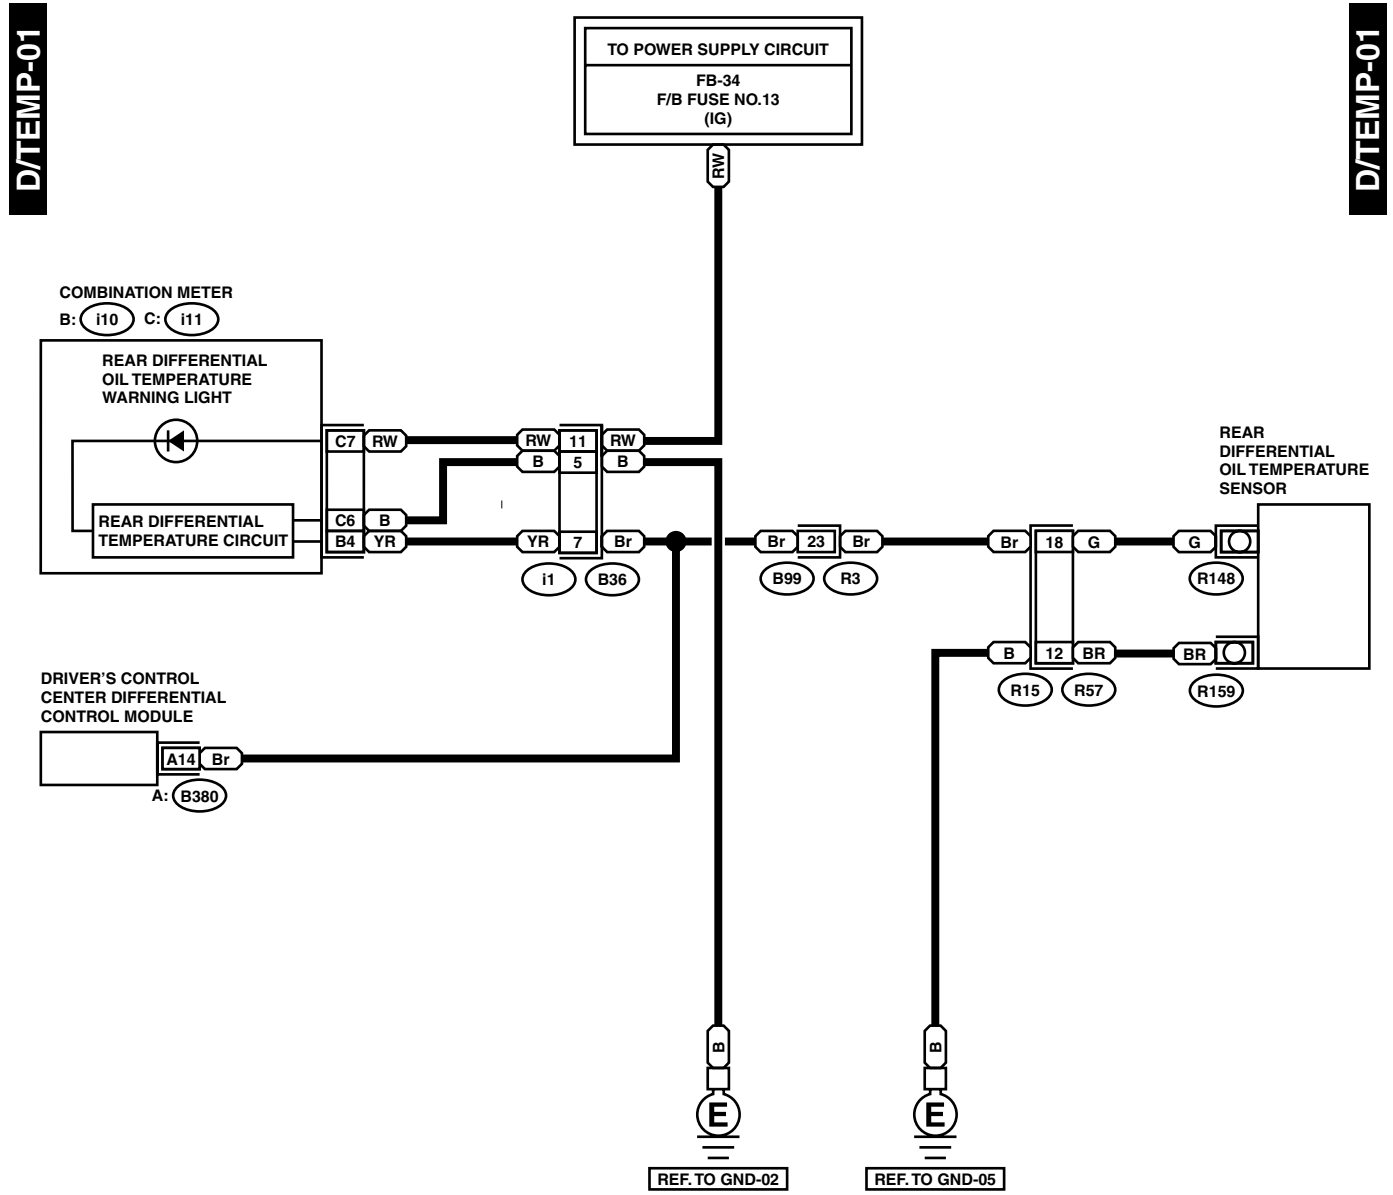 D/TEMP-01
D/TEMP-01
TO POWER SUPPLY CIRCUIT
FB-34
F/B FUSE NO.13
(IG)
RW
COMBINATION METER
B: i10 C: i11
REAR DIFFERENTIAL
OIL TEMPERATURE
WARNING LIGHT
C7 RW RW 11 RW
B 5 B
REAR DIFFERENTIAL
TEMPERATURE CIRCUIT
C6 B
B4 YR YR 7 Br Br 23 Br Br 18 G G
i1 B36 B99 R3 R148
REAR
DIFFERENTIAL
OIL TEMPERATURE
SENSOR
B 12 BR BR
R15 R57 R159
DRIVER'S CONTROL
CENTER DIFFERENTIAL
CONTROL MODULE
A14 Br
A: B380
B B
E E
REF. TO GND-02 REF. TO GND-05